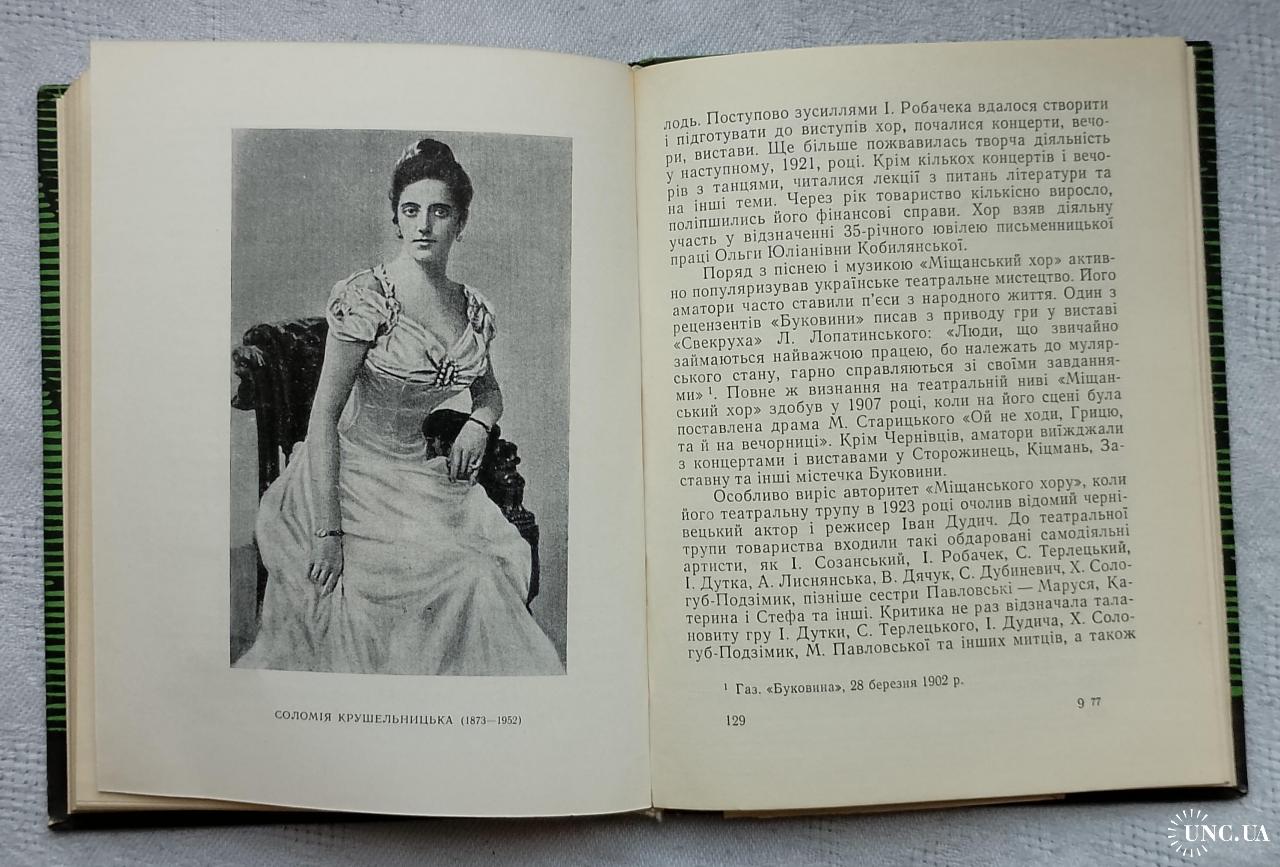 СОЛОМІЯ КРУШЕЛЬНИЦЬКА (1873—1952)
лодь. Поступово зусиллями І. Робачека вдалося створити
і підготувати до виступів хор, почалися концерти, вечо-
ри, вистави. Ще більше пожвавилась творча діяльність
у наступному, 1921, році. Крім кількох концертів і вечо-
рів з танцями, читалися лекції з питань літератури та
на інші теми. Через рік товариство кількісно виросло,
поліпшились його фінансові справи. Хор взяв діяльну
участь у відзначенні 35-річного ювілею письменницької
праці Ольги Юліанівни Кобилянської.
Поряд з піснею і музикою «Міщанський хор» актив-
но популяризував українське театральне мистецтво. Його
аматори часто ставили п’єси з народного життя. Один з
рецензентів «Буковини» писав з приводу гри у виставі
«Свекруха» Л. Лопатинського: «Люди, що звичайно
займаються найважчою працею, бо належать до муляр-
ського стану, гарно справляються зі своїми завдання-
ми» ¹. Повне ж визнання на театральній ниві «Міщан-
ський хор» здобув у 1907 році, коли на його сцені була
поставлена драма М. Старицького «Ой не ходи, Грицю,
та й на вечорниці». Крім Чернівців, аматори виїжджали
з концертами і виставами у Сторожинець, Кіцмань, За-
ставну та інші містечка Буковини.
Особливо виріс авторитет «Міщанського хору», коли
його театральну трупу в 1923 році очолив відомий черні-
вецький актор і режисер Іван Дудич. До театральної
трупи товариства входили такі обдаровані самодіяльні
артисти, як І. Созанський, І. Робачек, С. Терлецький,
І. Дутка, А. Лиснянська, В. Дячук, С. Дубиневич, Х. Соло-
губ-Подзімик, пізніше сестри Павловські — Маруся, Ка-
терина і Стефа та інші. Критика не раз відзначала тала-
новиту гру І. Дутки, С. Терлецького, І. Дудича, Х. Соло-
губ-Подзімик, М. Павловської та інших митців, а також
¹ Газ. «Буковина», 28 березня 1902 р.
9 77
129
UNC.UA